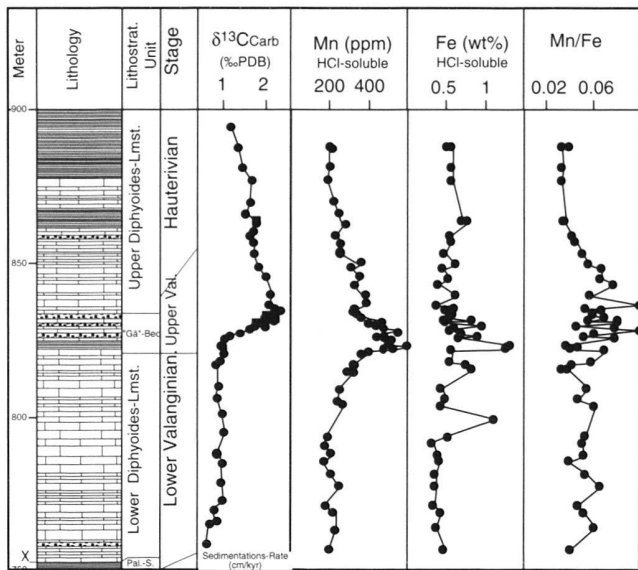 Meter
Lithology
Lithostrat. Unit
Stage
δ13CCarb
(‰PDB)
1 2
Mn (ppm)
HCl-soluble
200 400
Fe (wt%)
HCl-soluble
0.5 1
Mn/Fe
0.02 0.06
900
850
800
X
Upper Diphyoides-Lmst.
"Gä"-Bed
Lower Diphyoides-Lmst.
Pal.-S.
Hauterivian
Upper Val.
Lower Valanginian.
Sedimentations-Rate
(cm/kyr)